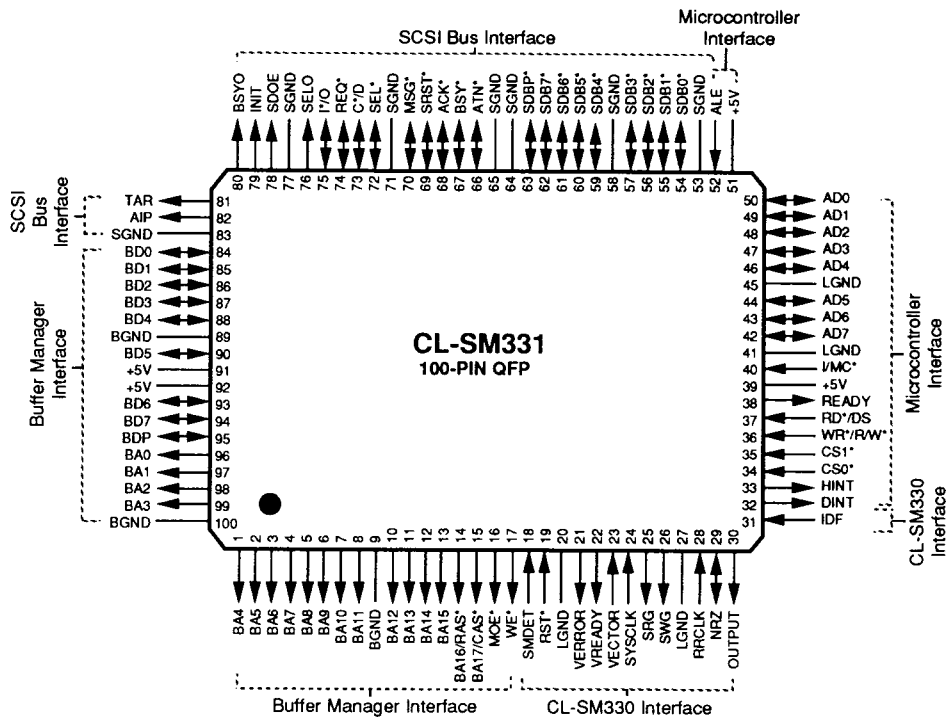 SCSI Bus Interface
Microcontroller
Interface
BSYO
INIT
SDOE
SGND
SELO
I*/O
REQ*
C*/D
SEL*
SGND
MSG*
SRST*
ACK*
BSY*
ATN*
SGND
SGND
SDBP*
SDB7*
SDB6*
SDB5*
SDB4*
SGND
SDB3*
SDB2*
SDB1*
SDB0*
SGND
ALE
+5V
80 79 78 77 76 75 74 73 72 71 70 69 68 67 66 65 64 63 62 61 60 59 58 57 56 55 54 53 52 51
SCSI
Bus
Interface
TAR 81
AIP 82
SGND 83
Buffer Manager
Interface
BD0 84
BD1 85
BD2 86
BD3 87
BD4 88
BGND 89
BD5 90
+5V 91
+5V 92
BD6 93
BD7 94
BDP 95
BA0 96
BA1 97
BA2 98
BA3 99
BGND 100
CL-SM331
100-PIN QFP
50 AD0
49 AD1
48 AD2
47 AD3
46 AD4
45 LGND
44 AD5
43 AD6
42 AD7
41 LGND
40 I/MC*
39 +5V
38 READY
37 RD*/DS
36 WR*/R/W*
35 CS1*
34 CS0*
33 HINT
32 DINT
31 IDF
Microcontroller
Interface
CL-SM330
Interface
1 2 3 4 5 6 7 8 9 10 11 12 13 14 15 16 17 18 19 20 21 22 23 24 25 26 27 28 29 30
BA4
BA5
BA6
BA7
BA8
BA9
BA10
BA11
BGND
BA12
BA13
BA14
BA15
BA16/RAS*
BA17/CAS*
MOE*
WE*
SMDET
RST*
LGND
VERROR
VREADY
VECTOR
SYSCLK
SRG
SWG
LGND
RRCLK
NRZ
OUTPUT
Buffer Manager Interface
CL-SM330 Interface